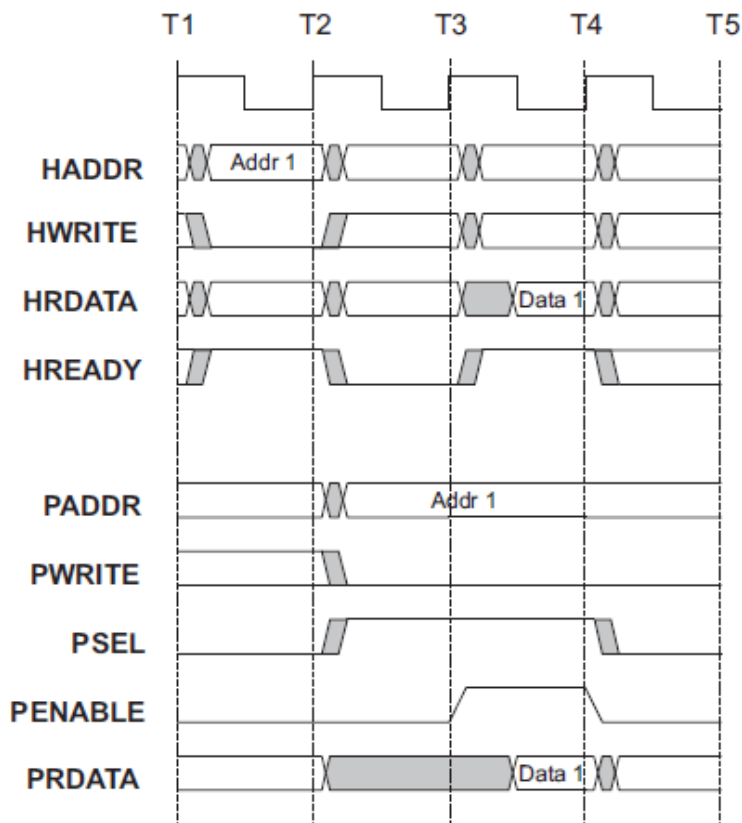 T1 T2 T3 T4 T5
HADDR Addr 1
HWRITE
HRDATA Data 1
HREADY
PADDR Addr 1
PWRITE
PSEL
PENABLE
PRDATA Data 1